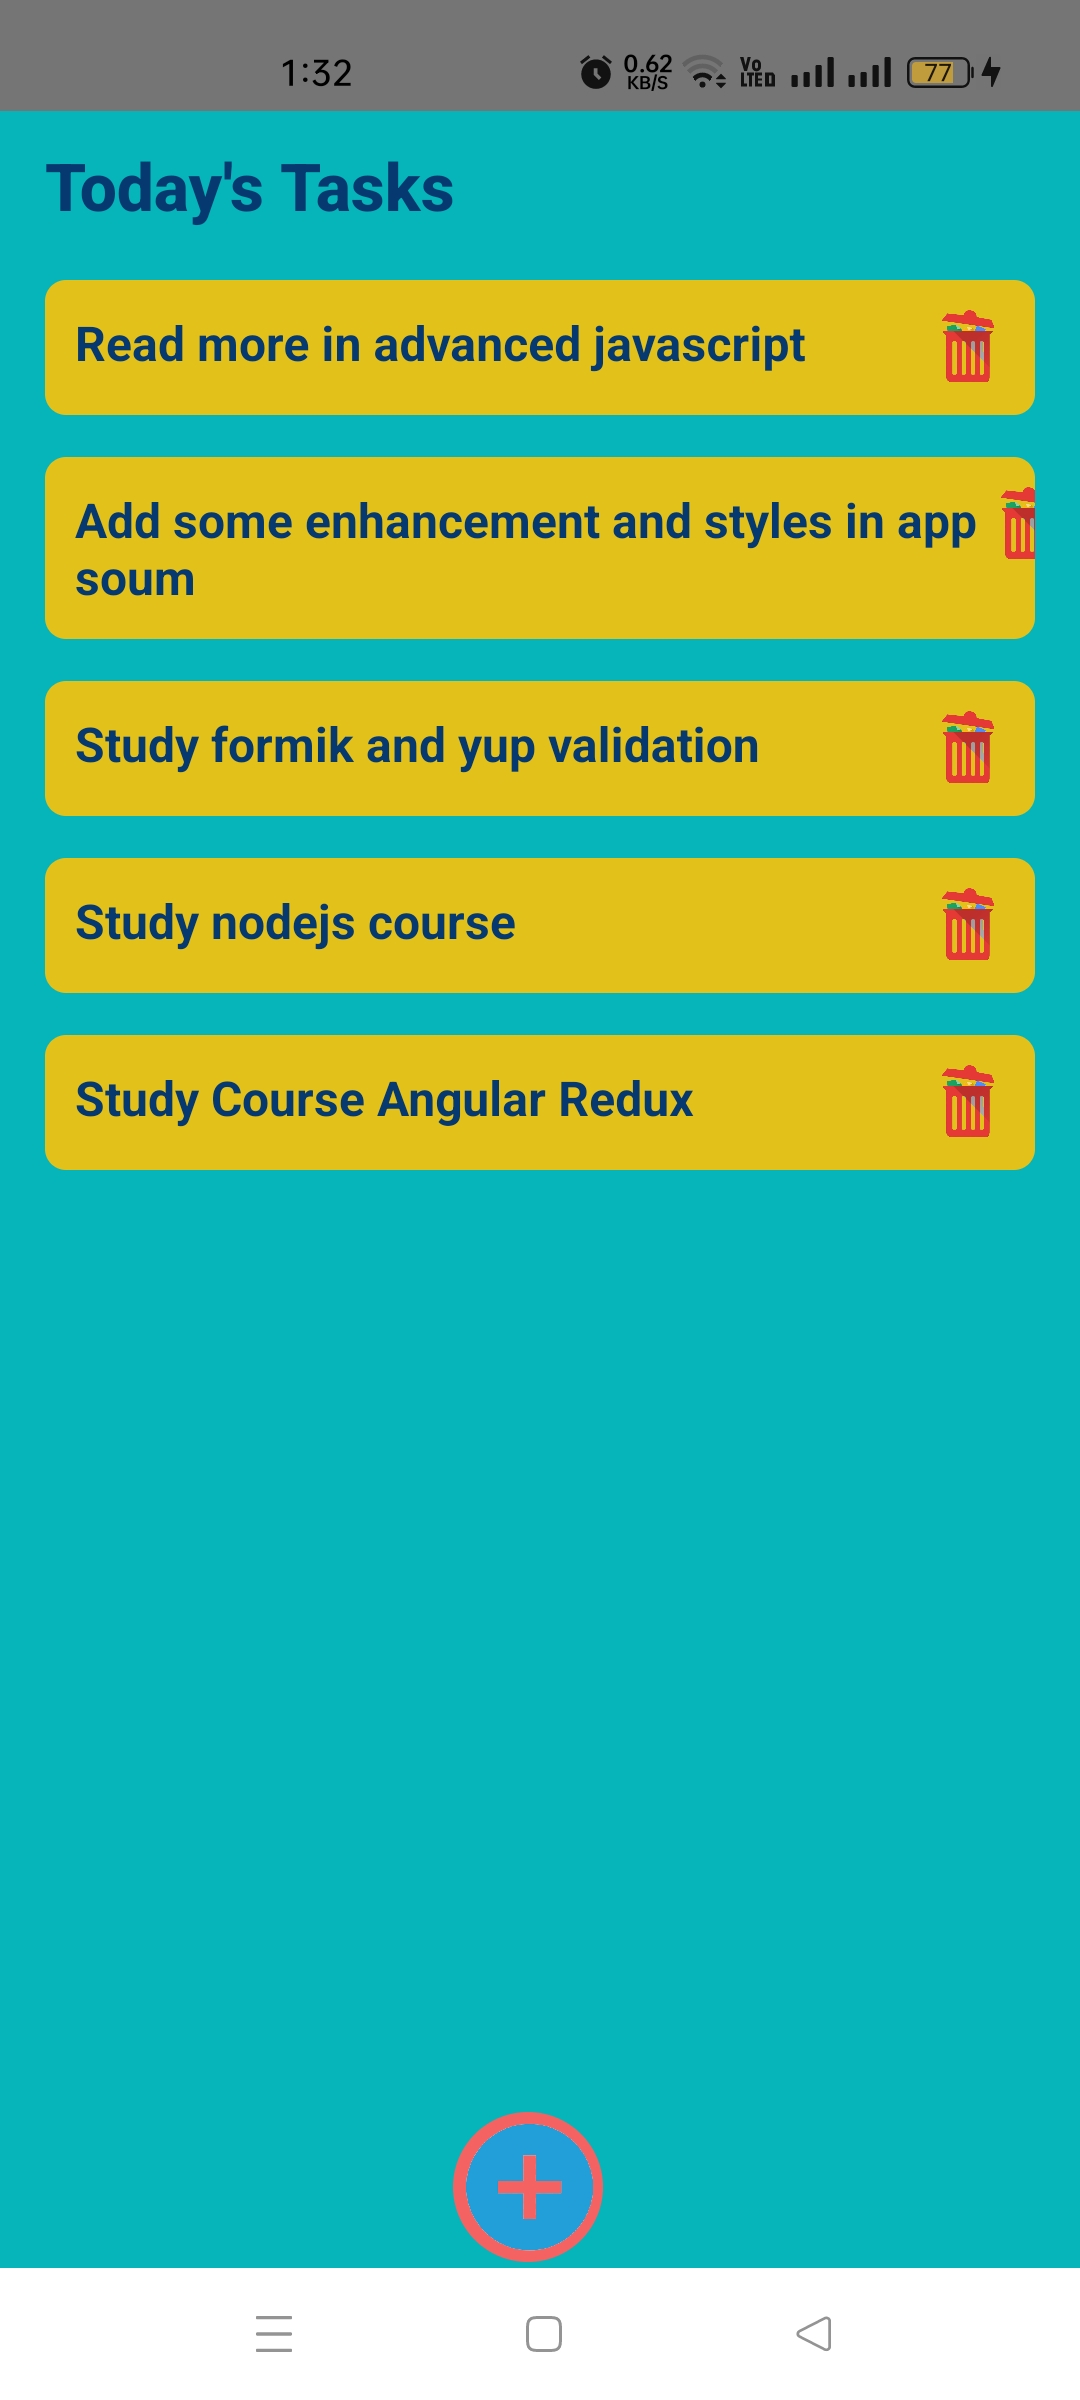 1:32
0.62
KB/S
Vo
LTED
77
Today's Tasks
Read more in advanced javascript
Add some enhancement and styles in app
soum
Study formik and yup validation
Study nodejs course
Study Course Angular Redux